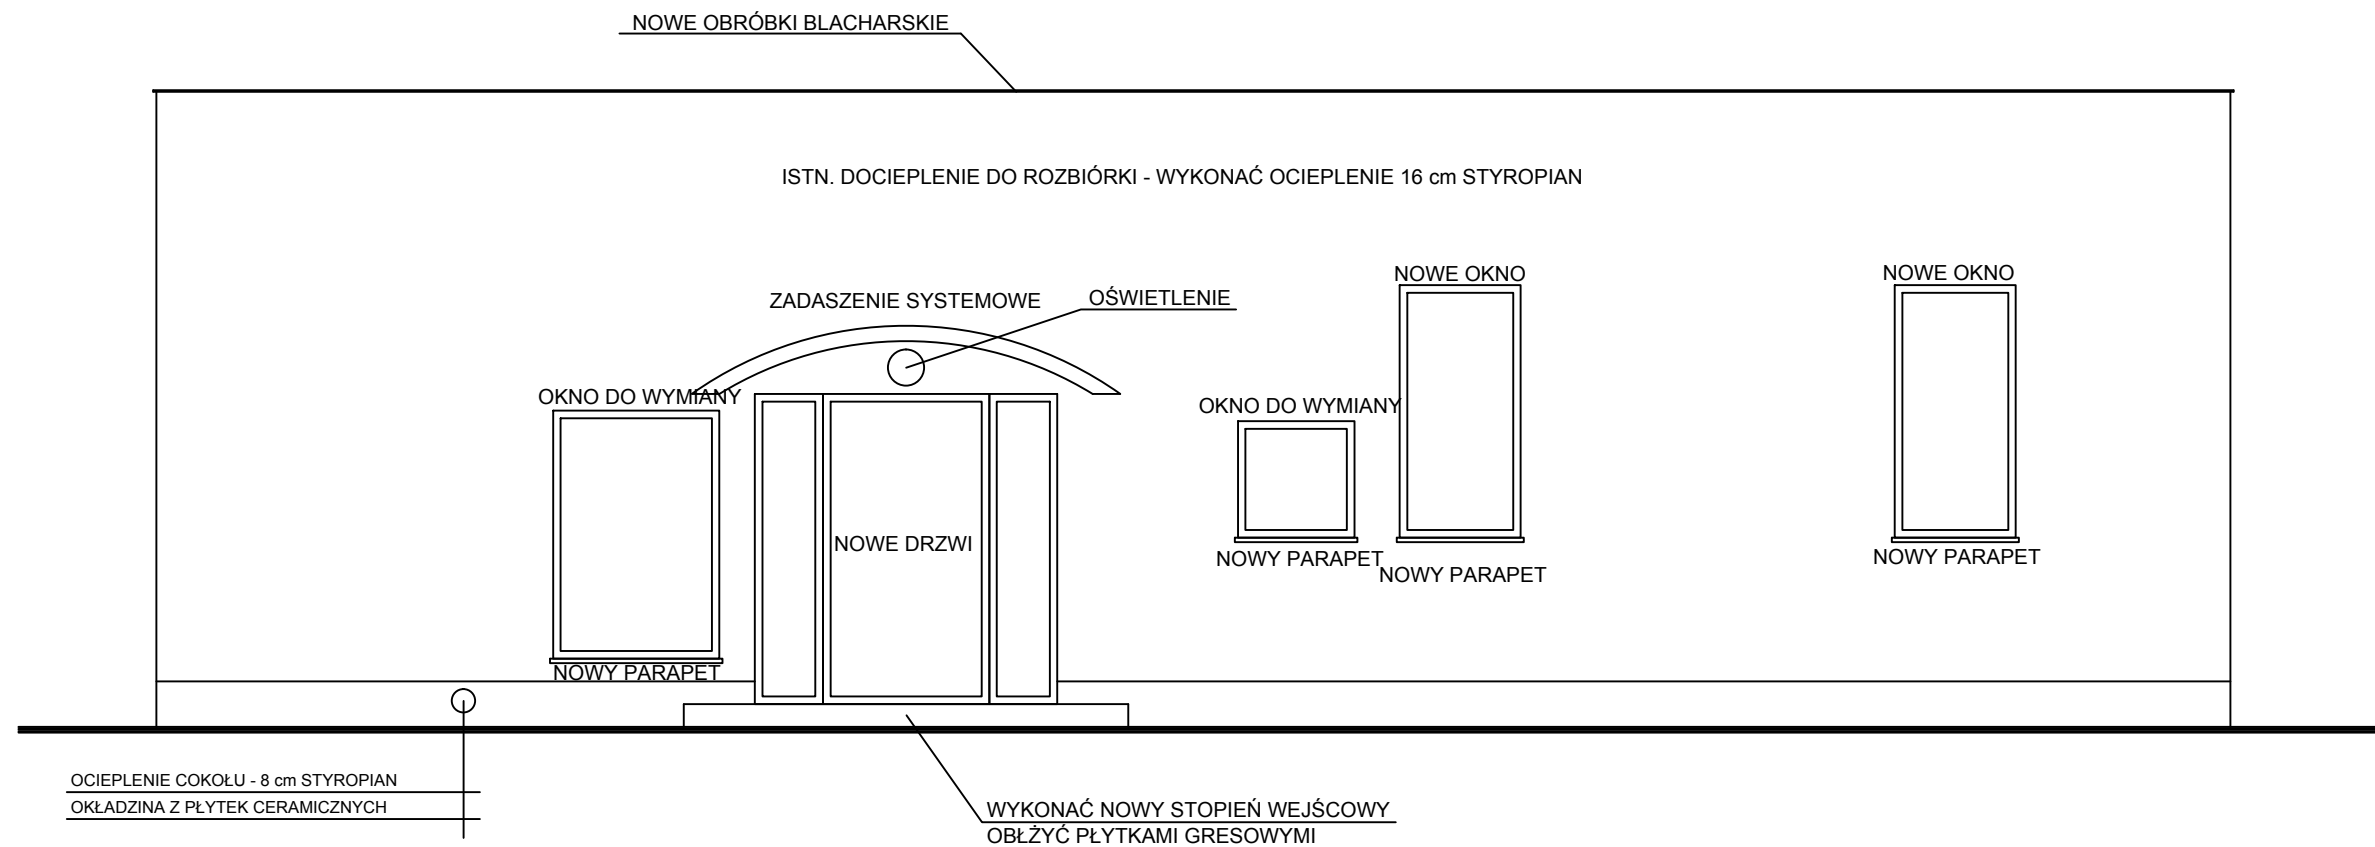 NOWE OBRÓBKI BLACHARSKIE
ISTN. DOCIEPLENIE DO ROZBIÓRKI - WYKONAĆ OCIEPLENIE 16 cm STYROPIAN
NOWE OKNO
NOWE OKNO
ZADASZENIE SYSTEMOWE
OŚWIETLENIE
OKNO DO WYMIANY
OKNO DO WYMIANY
NOWE DRZWI
NOWY PARAPET
NOWY PARAPET
NOWY PARAPET
NOWY PARAPET
OCIEPLENIE COKOŁU - 8 cm STYROPIAN
OKŁADZINA Z PŁYTEK CERAMICZNYCH
WYKONAĆ NOWY STOPIEŃ WEJŚCOWY
OBŁŻYĆ PŁYTKAMI GRESOWYMI